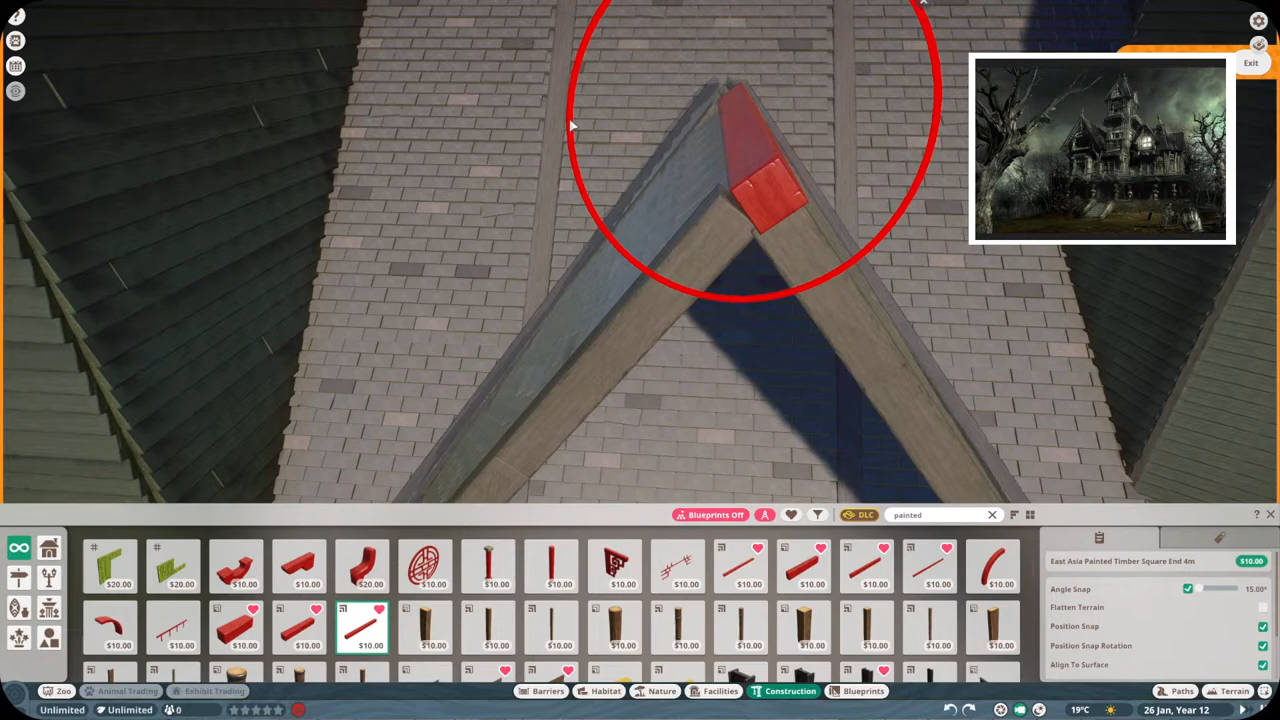 Exit
Blueprints Off
DLC
painted
?
$20.00 $20.00 $10.00 $10.00 $20.00 $10.00 $10.00 $10.00 $10.00 $10.00 $10.00 $10.00 $10.00 $10.00 $10.00
$10.00 $10.00 $10.00 $10.00 $10.00 $10.00 $10.00 $10.00 $10.00 $10.00 $10.00 $10.00 $10.00 $10.00 $10.00
East Asia Painted Timber Square End 4m $10.00
Angle Snap 15.00°
Flatten Terrain
Position Snap
Position Snap Rotation
Align To Surface
Zoo Animal Trading Exhibit Trading Barriers Habitat Nature Facilities Construction Blueprints Paths Terrain
Unlimited Unlimited 0 19°C 26 Jan, Year 12